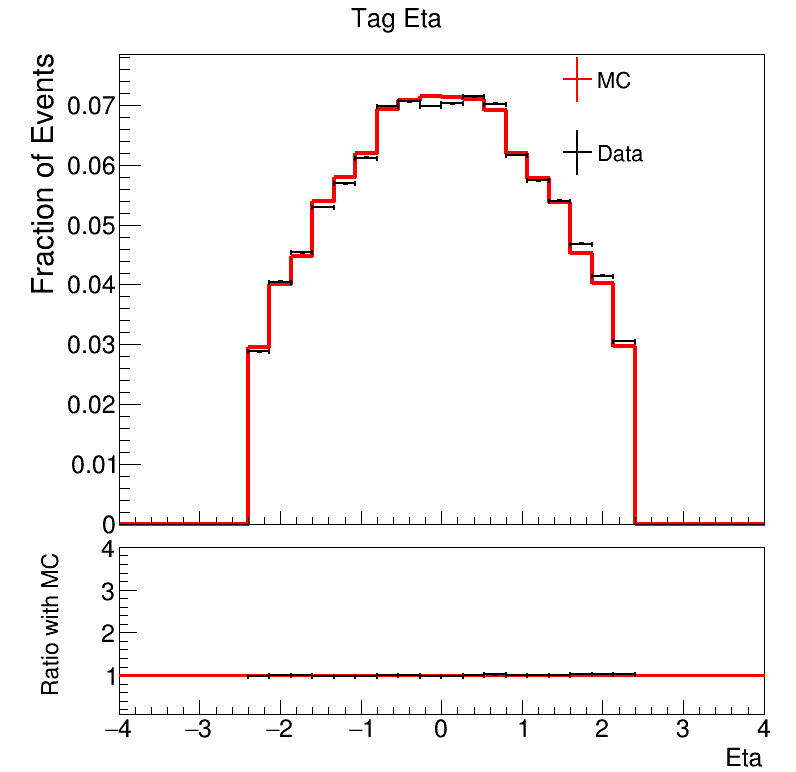 Tag Eta
Fraction of Events
0.07
0.06
0.05
0.04
0.03
0.02
0.01
0
MC
Data
Ratio with MC
4
3
2
1
−4 −3 −2 −1 0 1 2 3 4
Eta